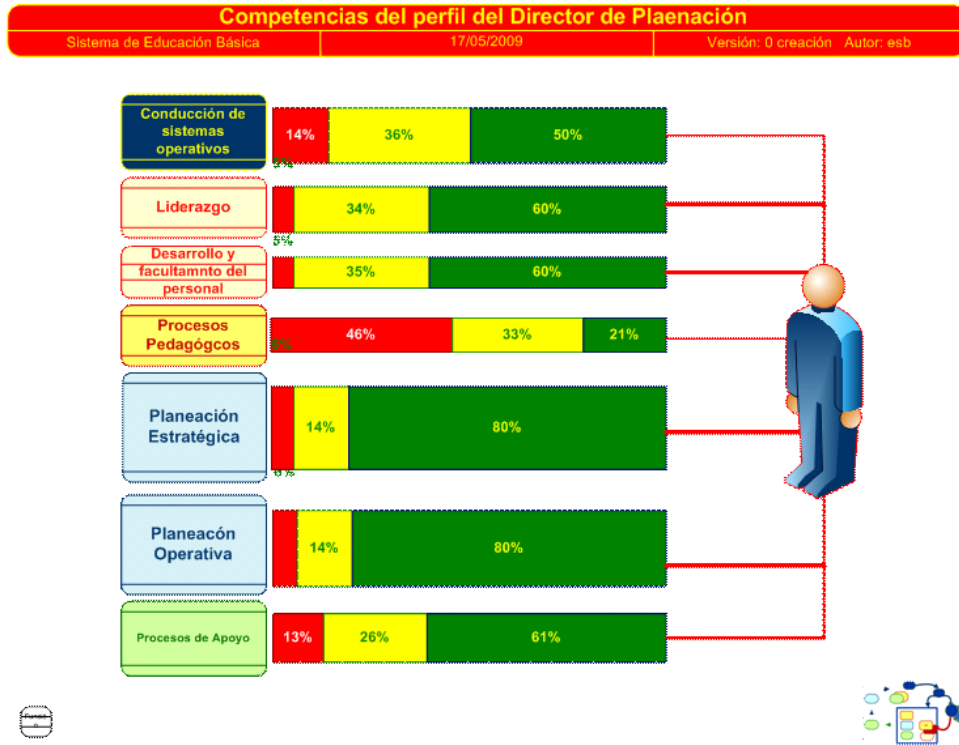 Competencias del perfil del Director de Plaenación
Sistema de Educación Básica
17/05/2009
Versión: 0 creación Autor: esb
Conducción de
sistemas
operativos
14%
36%
50%
Liderazgo
34%
60%
5%
Desarrollo y
facultamnto del
personal
35%
60%
Procesos
Pedagógcos
46%
33%
21%
6%
Planeación
Estratégica
14%
80%
Planeacón
Operativa
14%
80%
Procesos de Apoyo
13%
26%
61%